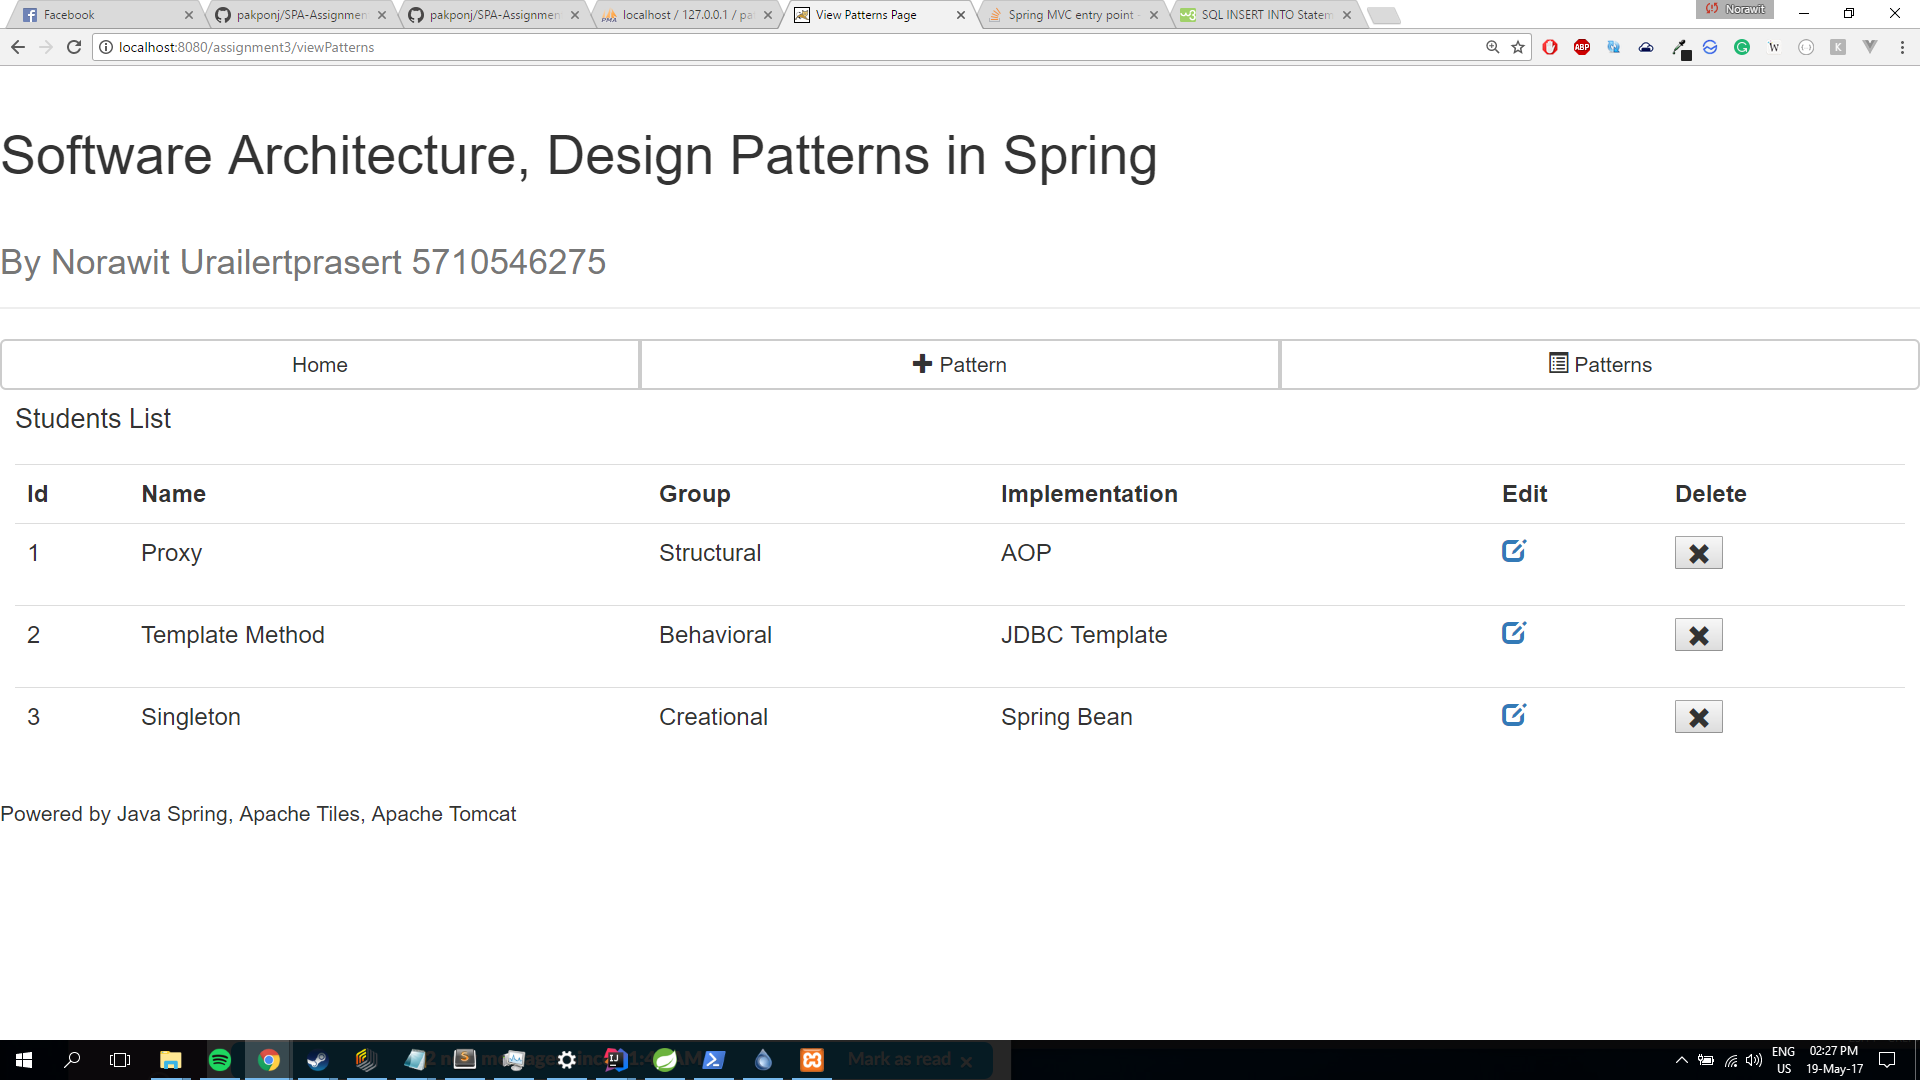 Facebook
pakponj/SPA-Assignmen
pakponj/SPA-Assignmen
localhost / 127.0.0.1 / pa
View Patterns Page
Spring MVC entry point -
SQL INSERT INTO Statem
Norawit
localhost:8080/assignment3/viewPatterns
Software Architecture, Design Patterns in Spring
By Norawit Urailertprasert 5710546275
Home
Pattern
Patterns
Students List
Id Name Group Implementation Edit Delete
1 Proxy Structural AOP
2 Template Method Behavioral JDBC Template
3 Singleton Creational Spring Bean
Powered by Java Spring, Apache Tiles, Apache Tomcat
Mark as read
ENG
US
02:27 PM
19-May-17